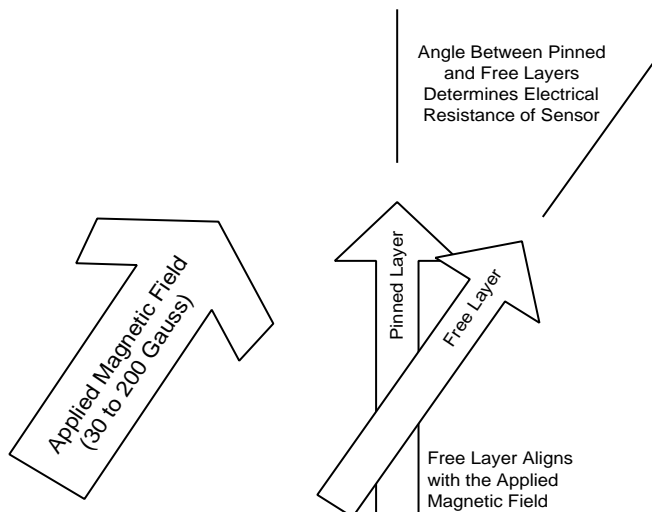 Angle Between Pinned
and Free Layers
Determines Electrical
Resistance of Sensor
Applied Magnetic Field
(30 to 200 Gauss)
Pinned Layer
Free Layer
Free Layer Aligns
with the Applied
Magnetic Field